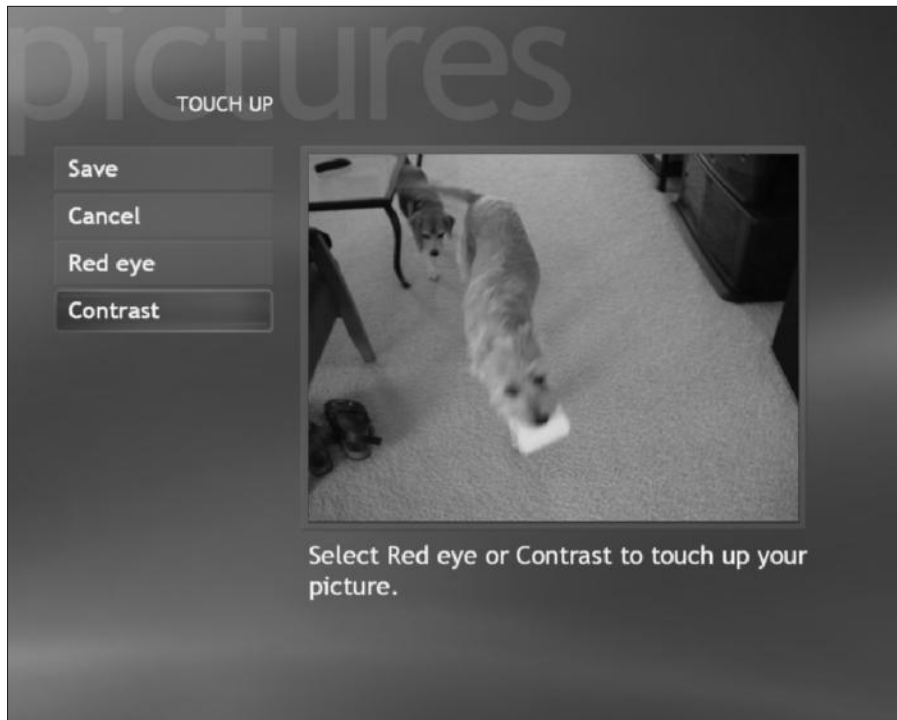 pictures
TOUCH UP
Save
Cancel
Red eye
Contrast
Select Red eye or Contrast to touch up your
picture.